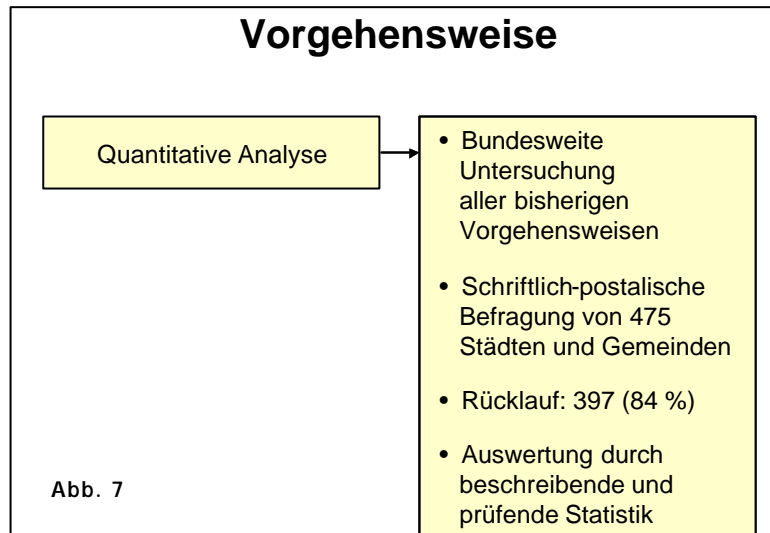 Vorgehensweise
Quantitative Analyse
• Bundesweite
Untersuchung
aller bisherigen
Vorgehensweisen
• Schriftlich-postalische
Befragung von 475
Städten und Gemeinden
• Rücklauf: 397 (84 %)
• Auswertung durch
beschreibende und
prüfende Statistik
Abb. 7